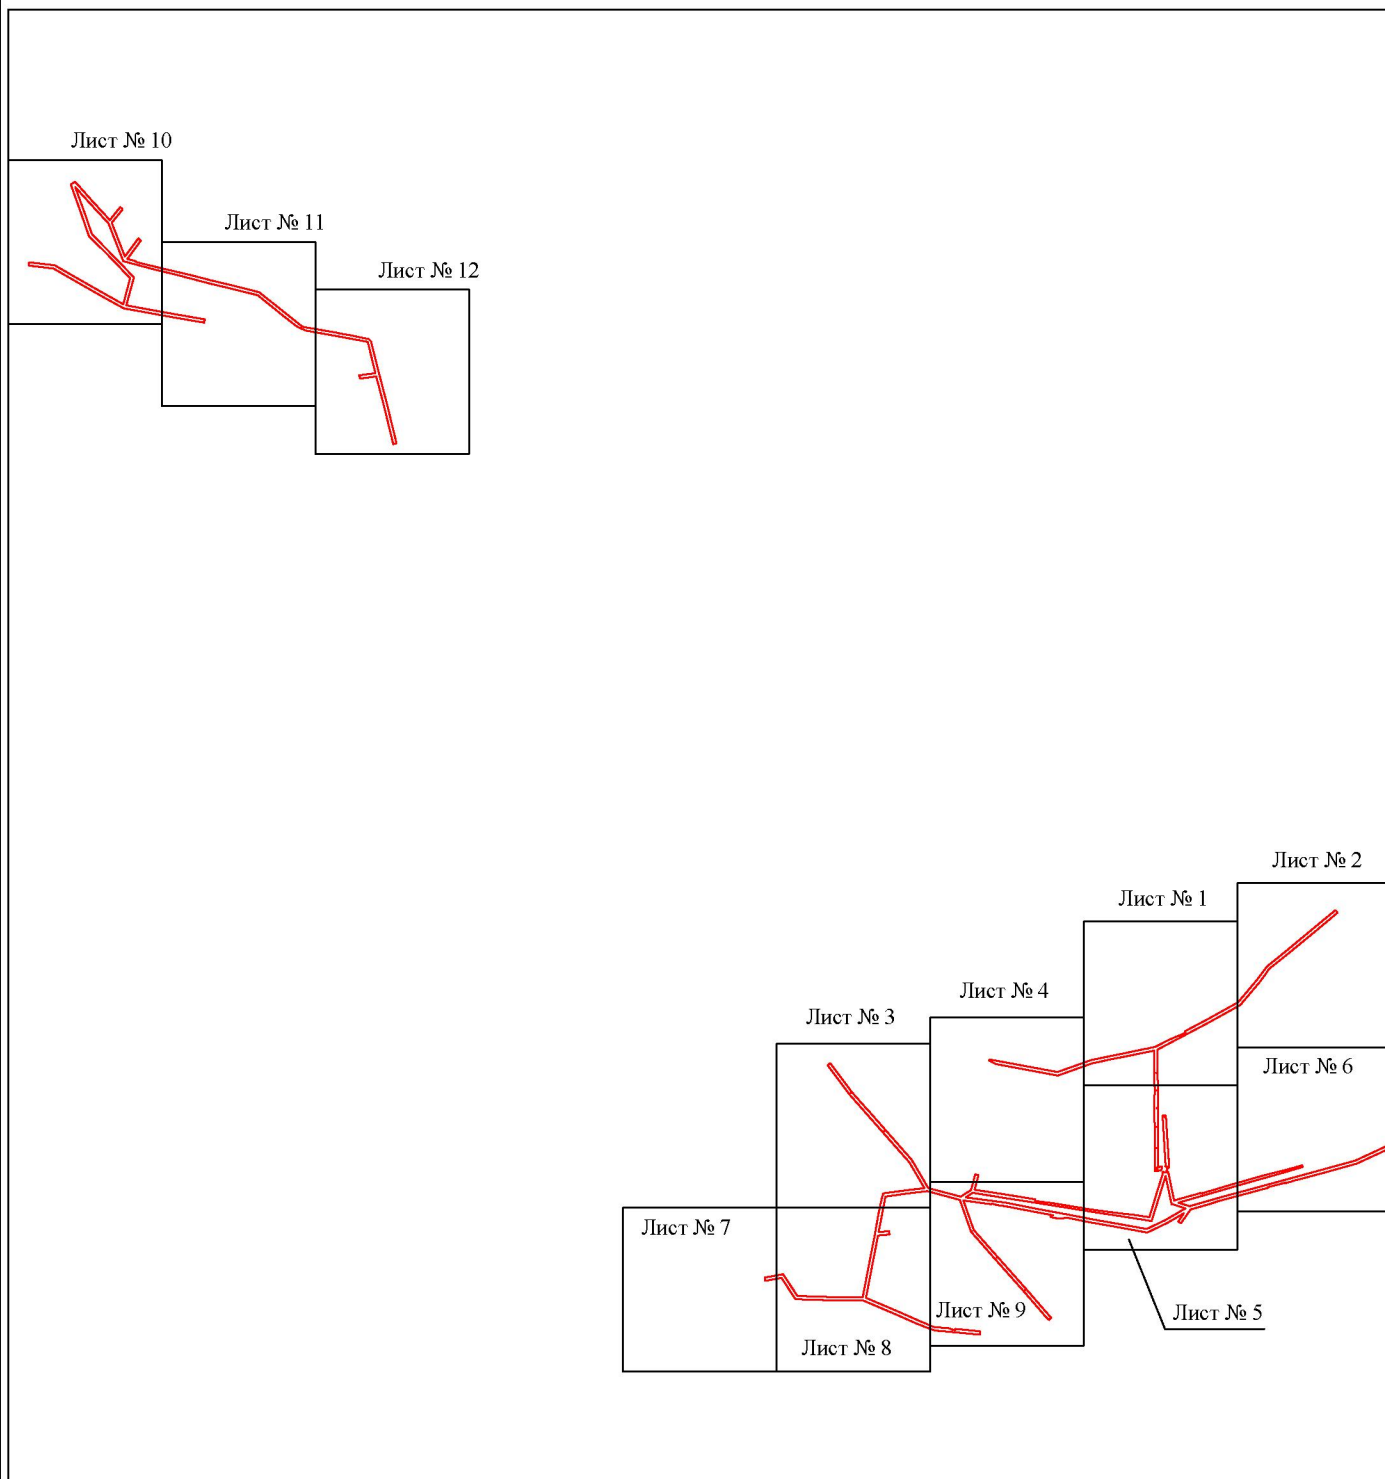 Лист № 10
Лист № 11
Лист № 12
Лист № 2
Лист № 1
Лист № 4
Лист № 3
Лист № 6
Лист № 7
Лист № 9
Лист № 5
Лист № 8